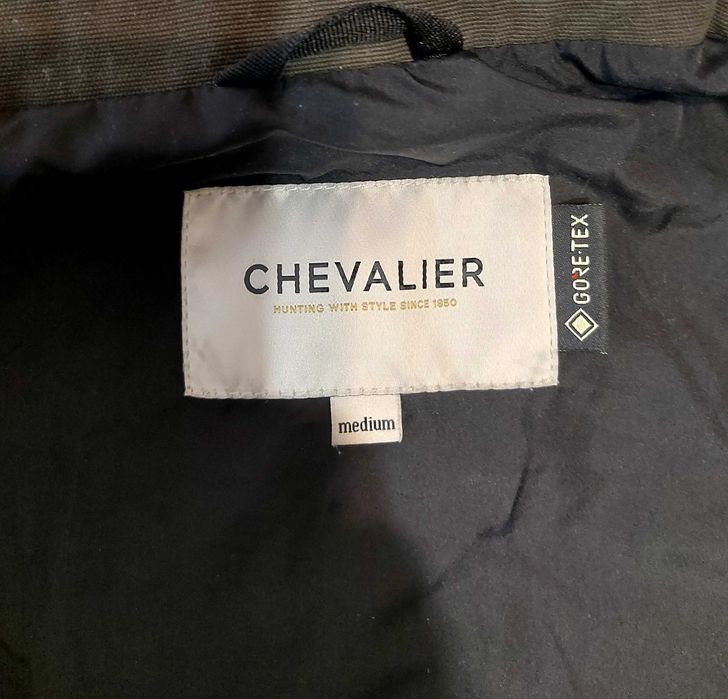 CHEVALIER
HUNTING WITH STYLE SINCE 1950
GORE-TEX
medium